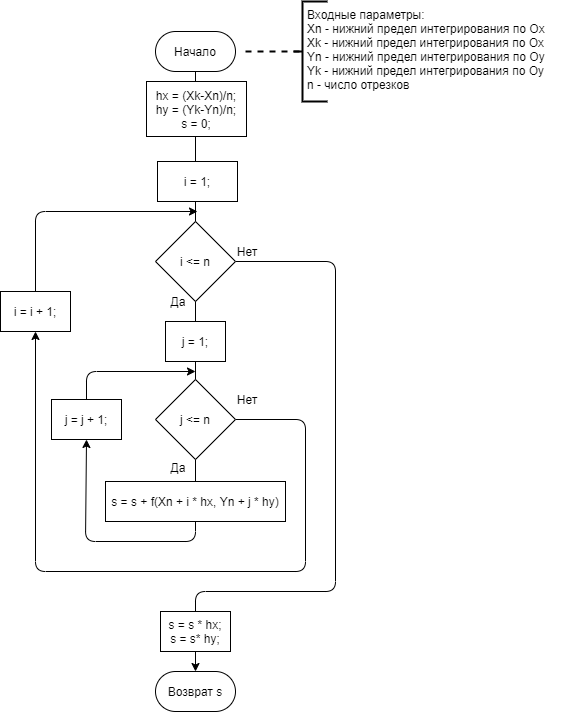 Входные параметры:
Xn - нижний предел интегрирования по Ox
Xk - нижний предел интегрирования по Ox
Yn - нижний предел интегрирования по Oy
Yk - нижний предел интегрирования по Oy
n - число отрезков
Начало
hx = (Xk-Xn)/n;
hy = (Yk-Yn)/n;
s = 0;
i = 1;
i <= n
Нет
Да
i = i + 1;
j = 1;
j <= n
Нет
j = j + 1;
Да
s = s + f(Xn + i * hx, Yn + j * hy)
s = s * hx;
s = s* hy;
Возврат s